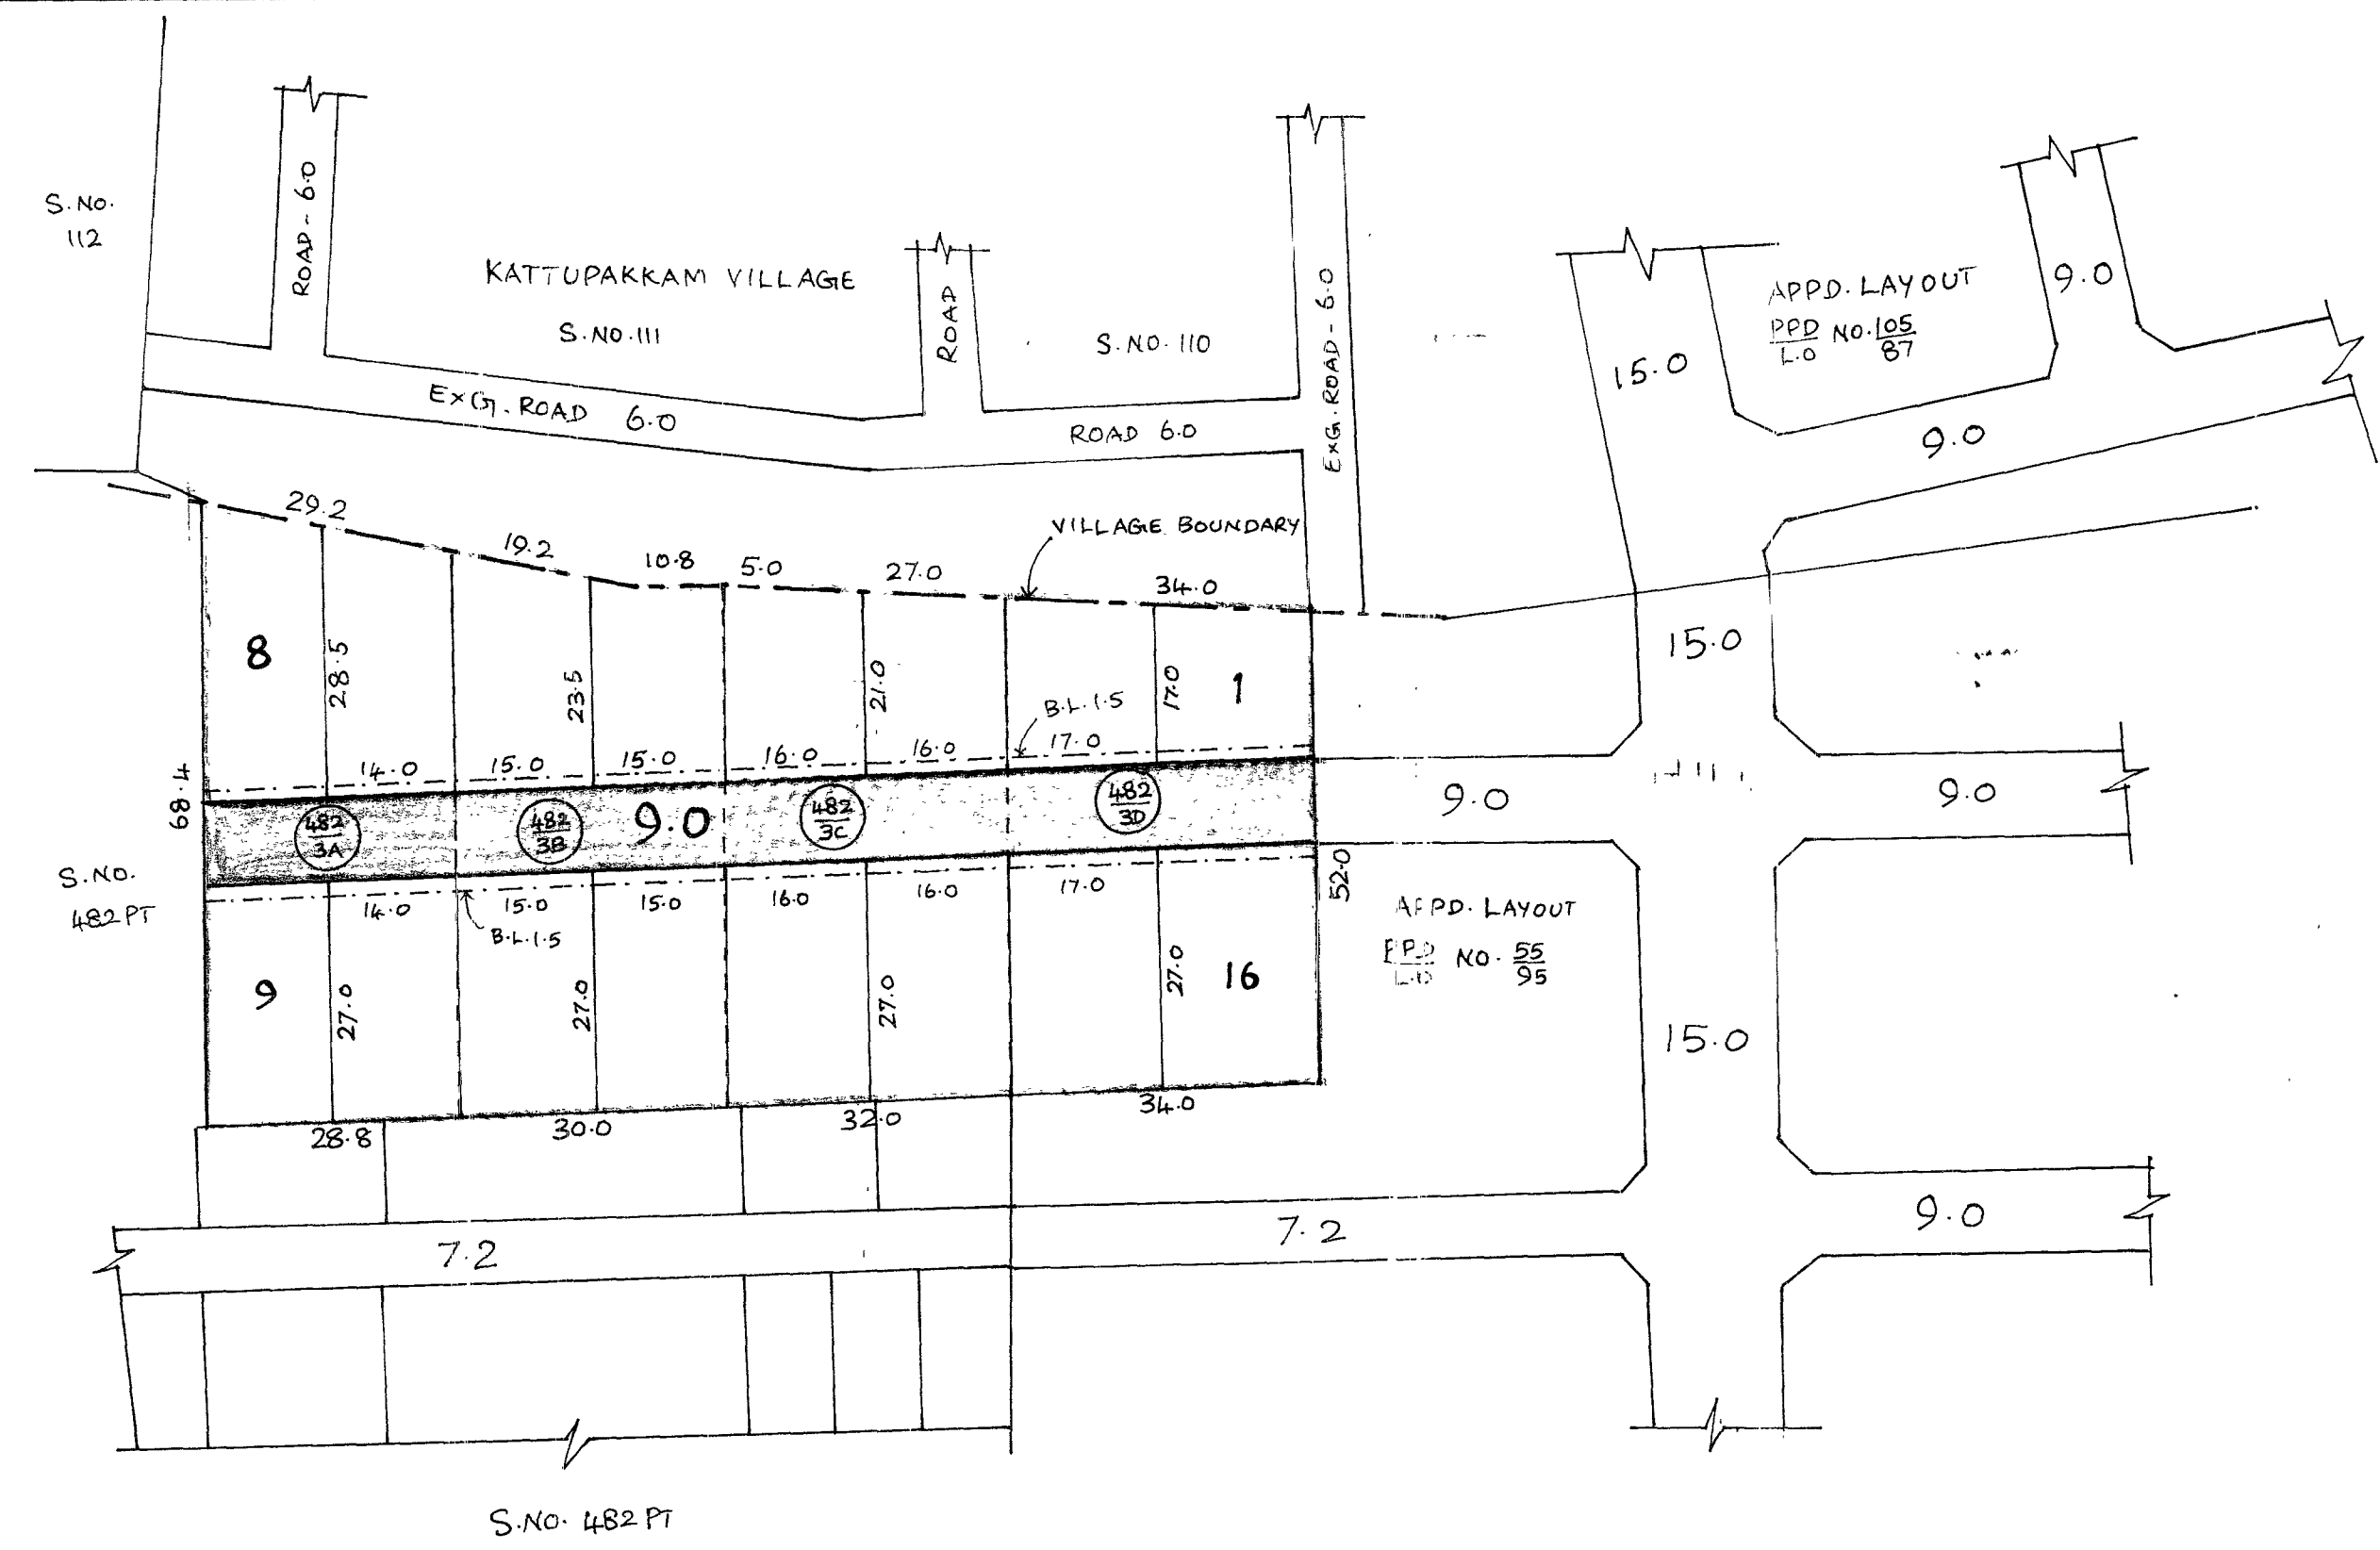 S.NO.
112
ROAD - 6.0
KATTUPAKKAM VILLAGE
S.NO.111
ROAD
S.NO.110
EXG. ROAD - 6.0
15.0
APPD. LAYOUT
PPD
L.O
NO. 105
87
9.0
9.0
EXG. ROAD 6.0
ROAD 6.0
29.2
19.2
10.8
5.0
27.0
VILLAGE BOUNDARY
34.0
8
28.5
23.5
21.0
17.0
1
B.L.1.5
15.0
14.0
15.0
15.0
16.0
16.0
17.0
68.4
482
3A
482
3B
9.0
482
3C
482
3D
9.0
9.0
S.NO.
482 PT
14.0
15.0
15.0
16.0
16.0
17.0
52.0
B.L.1.5
APPD. LAYOUT
PPD
L.O
NO. 55
95
9
27.0
27.0
27.0
27.0
16
15.0
28.8
30.0
32.0
34.0
7.2
7.2
9.0
S.NO. 482 PT